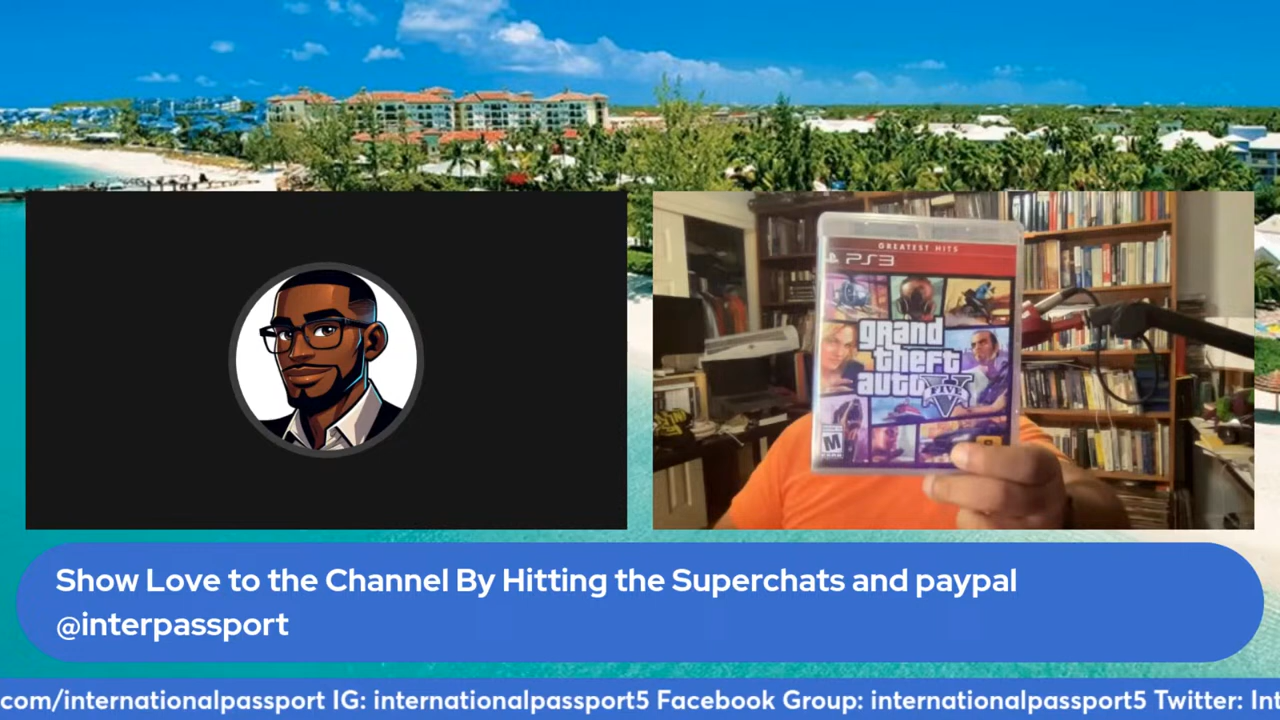 GREATEST HITS
PS3
grand
theft
auto
V
FIVE
M
Show Love to the Channel By Hitting the Superchats and paypal
@interpassport
com/internationalpassport IG: internationalpassport5 Facebook Group: internationalpassport5 Twitter: Int